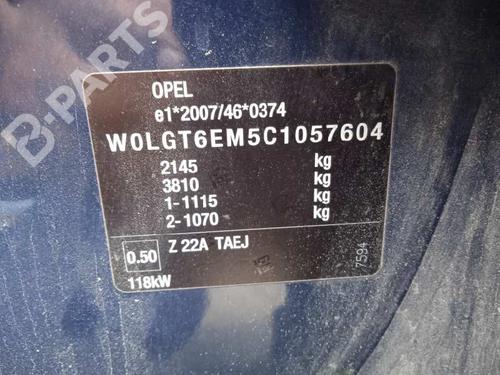 B-PARTS
OPEL
e1*2007/46*0374
W0LGT6EM5C1057604
2145 kg
3810 kg
1-1115 kg
2-1070 kg
0.50 Z 22A TAEJ
118kW
7594